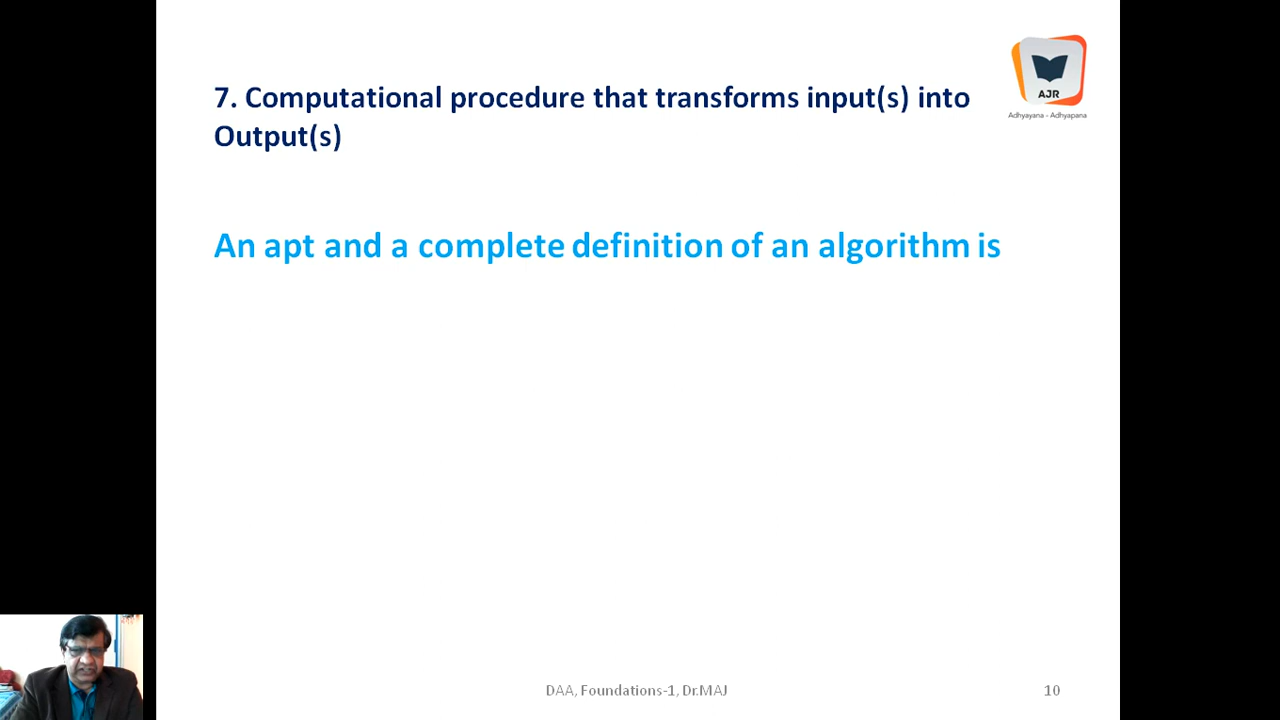 7. Computational procedure that transforms input(s) into
Output(s)
AJR
Adhyayana - Adhyapana
An apt and a complete definition of an algorithm is
DAA, Foundations-1, Dr.MAJ
10